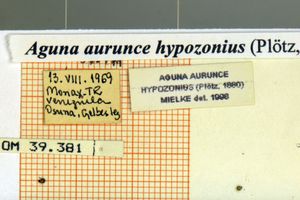 Aguna aurunce hypozonius (Plötz,
13.VIII.1969
Monax. TR
Venezuela
Osuna, Gelbes leg
AGUNA AURUNCE
HYPOZONIUS (Plötz, 1880)
MIELKE det. 1998
OM 39.381